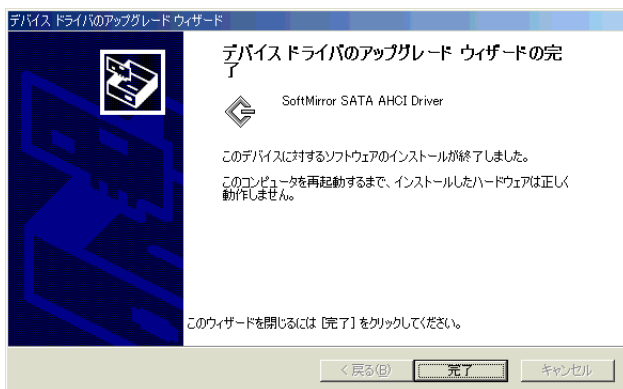 デバイス ドライバのアップグレード ウィザード
デバイス ドライバのアップグレード ウィザードの完
了
SoftMirror SATA AHCI Driver
このデバイスに対するソフトウェアのインストールが終了しました。
このコンピュータを再起動するまで、インストールしたハードウェアは正しく
動作しません。
このウィザードを閉じるには [完了] をクリックしてください。
< 戻る(B)
完了
キャンセル